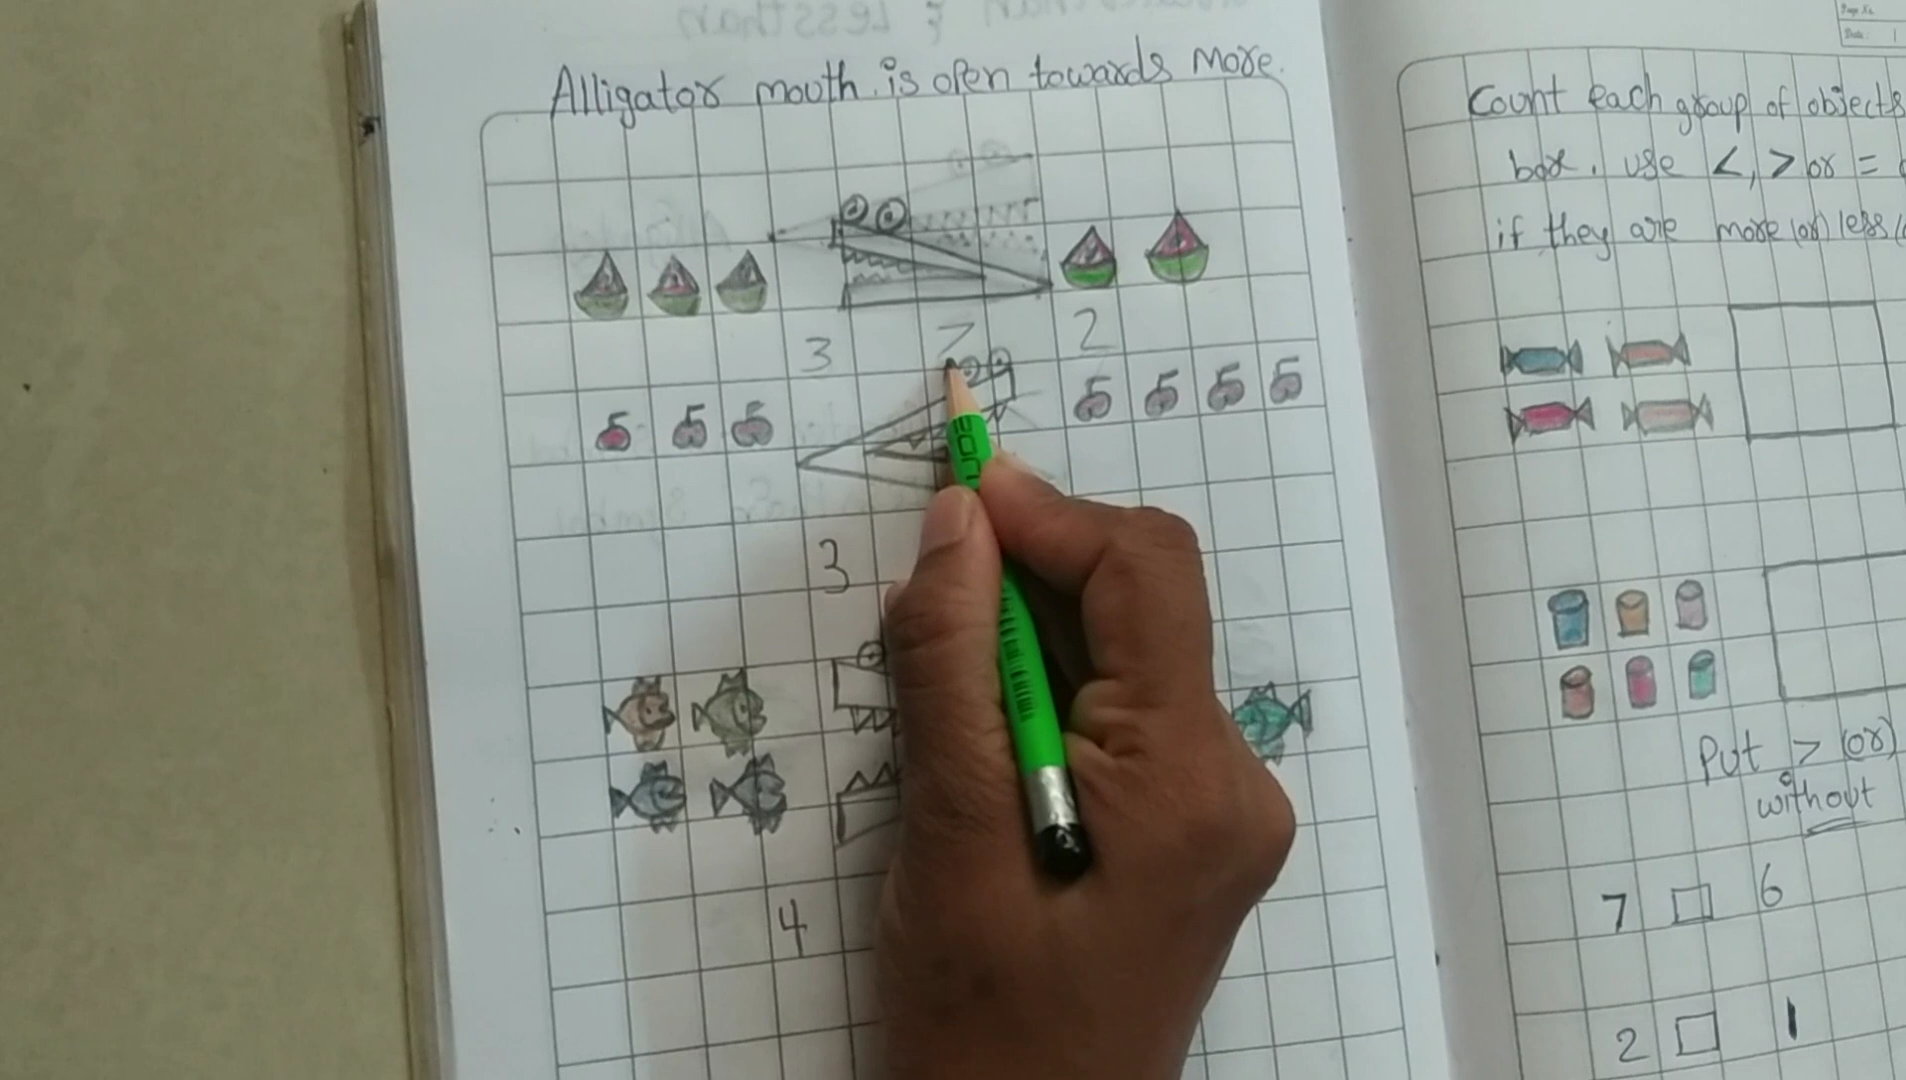 Alligator mouth is open towards more.
3 > 2
3
4
Count each group of objects
box. use <, > or =
if they are more (or) less
Put > (or)
without
7 □ 6
2 □ 1